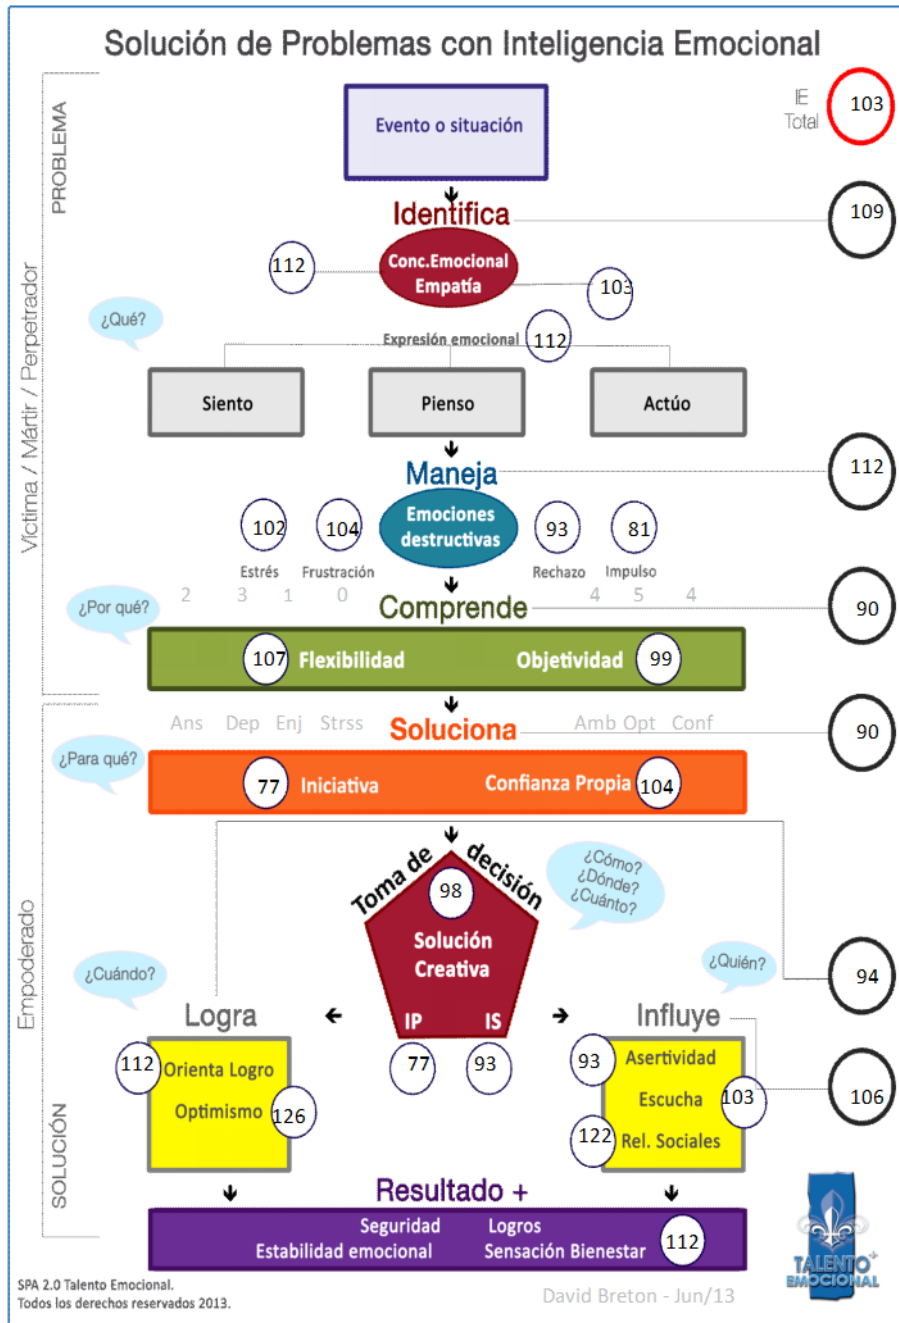 Solución de Problemas con Inteligencia Emocional
PROBLEMA
Evento o situación
IE
Total
103
Identifica
109
112
Conc.Emocional
Empatía
103
Víctima / Mártir / Perpetrador
¿Qué?
Expresión emocional
112
Siento
Pienso
Actúo
Maneja
112
102
104
Emociones
destructivas
93
81
Estrés
Frustración
Rechazo
Impulso
2 3 1 0 4 5 4
¿Por qué?
Comprende
90
107
Flexibilidad
Objetividad
99
Ans Dep Enj Strss
Soluciona
Amb Opt Conf
90
¿Para qué?
77
Iniciativa
Confianza Propia
104
Toma de decisión
98
¿Cómo?
¿Dónde?
¿Cuánto?
Solución
Creativa
Empoderado
¿Cuándo?
¿Quién?
94
Logra
IP
IS
Influye
112
Orienta Logro
Optimismo
126
77
93
93
Asertividad
Escucha
103
122
Rel. Sociales
106
SOLUCIÓN
Resultado +
Seguridad
Logros
Estabilidad emocional
Sensación Bienestar
112
TALENTO+
EMOCIONAL
SPA 2.0 Talento Emocional.
Todos los derechos reservados 2013.
David Breton - Jun/13